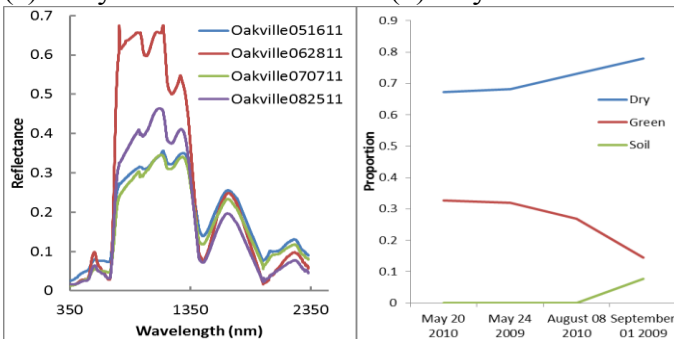 0.7
0.6
0.5
0.4
0.3
0.2
0.1
0
Reflectance
350
1350
2350
Wavelength (nm)
Oakville051611
Oakville062811
Oakville070711
Oakville082511
0.9
0.8
0.7
0.6
0.5
0.4
0.3
0.2
0.1
0
Proportion
Dry
Green
Soil
May 20
2010
May 24
2009
August 08
2010
September
01 2009